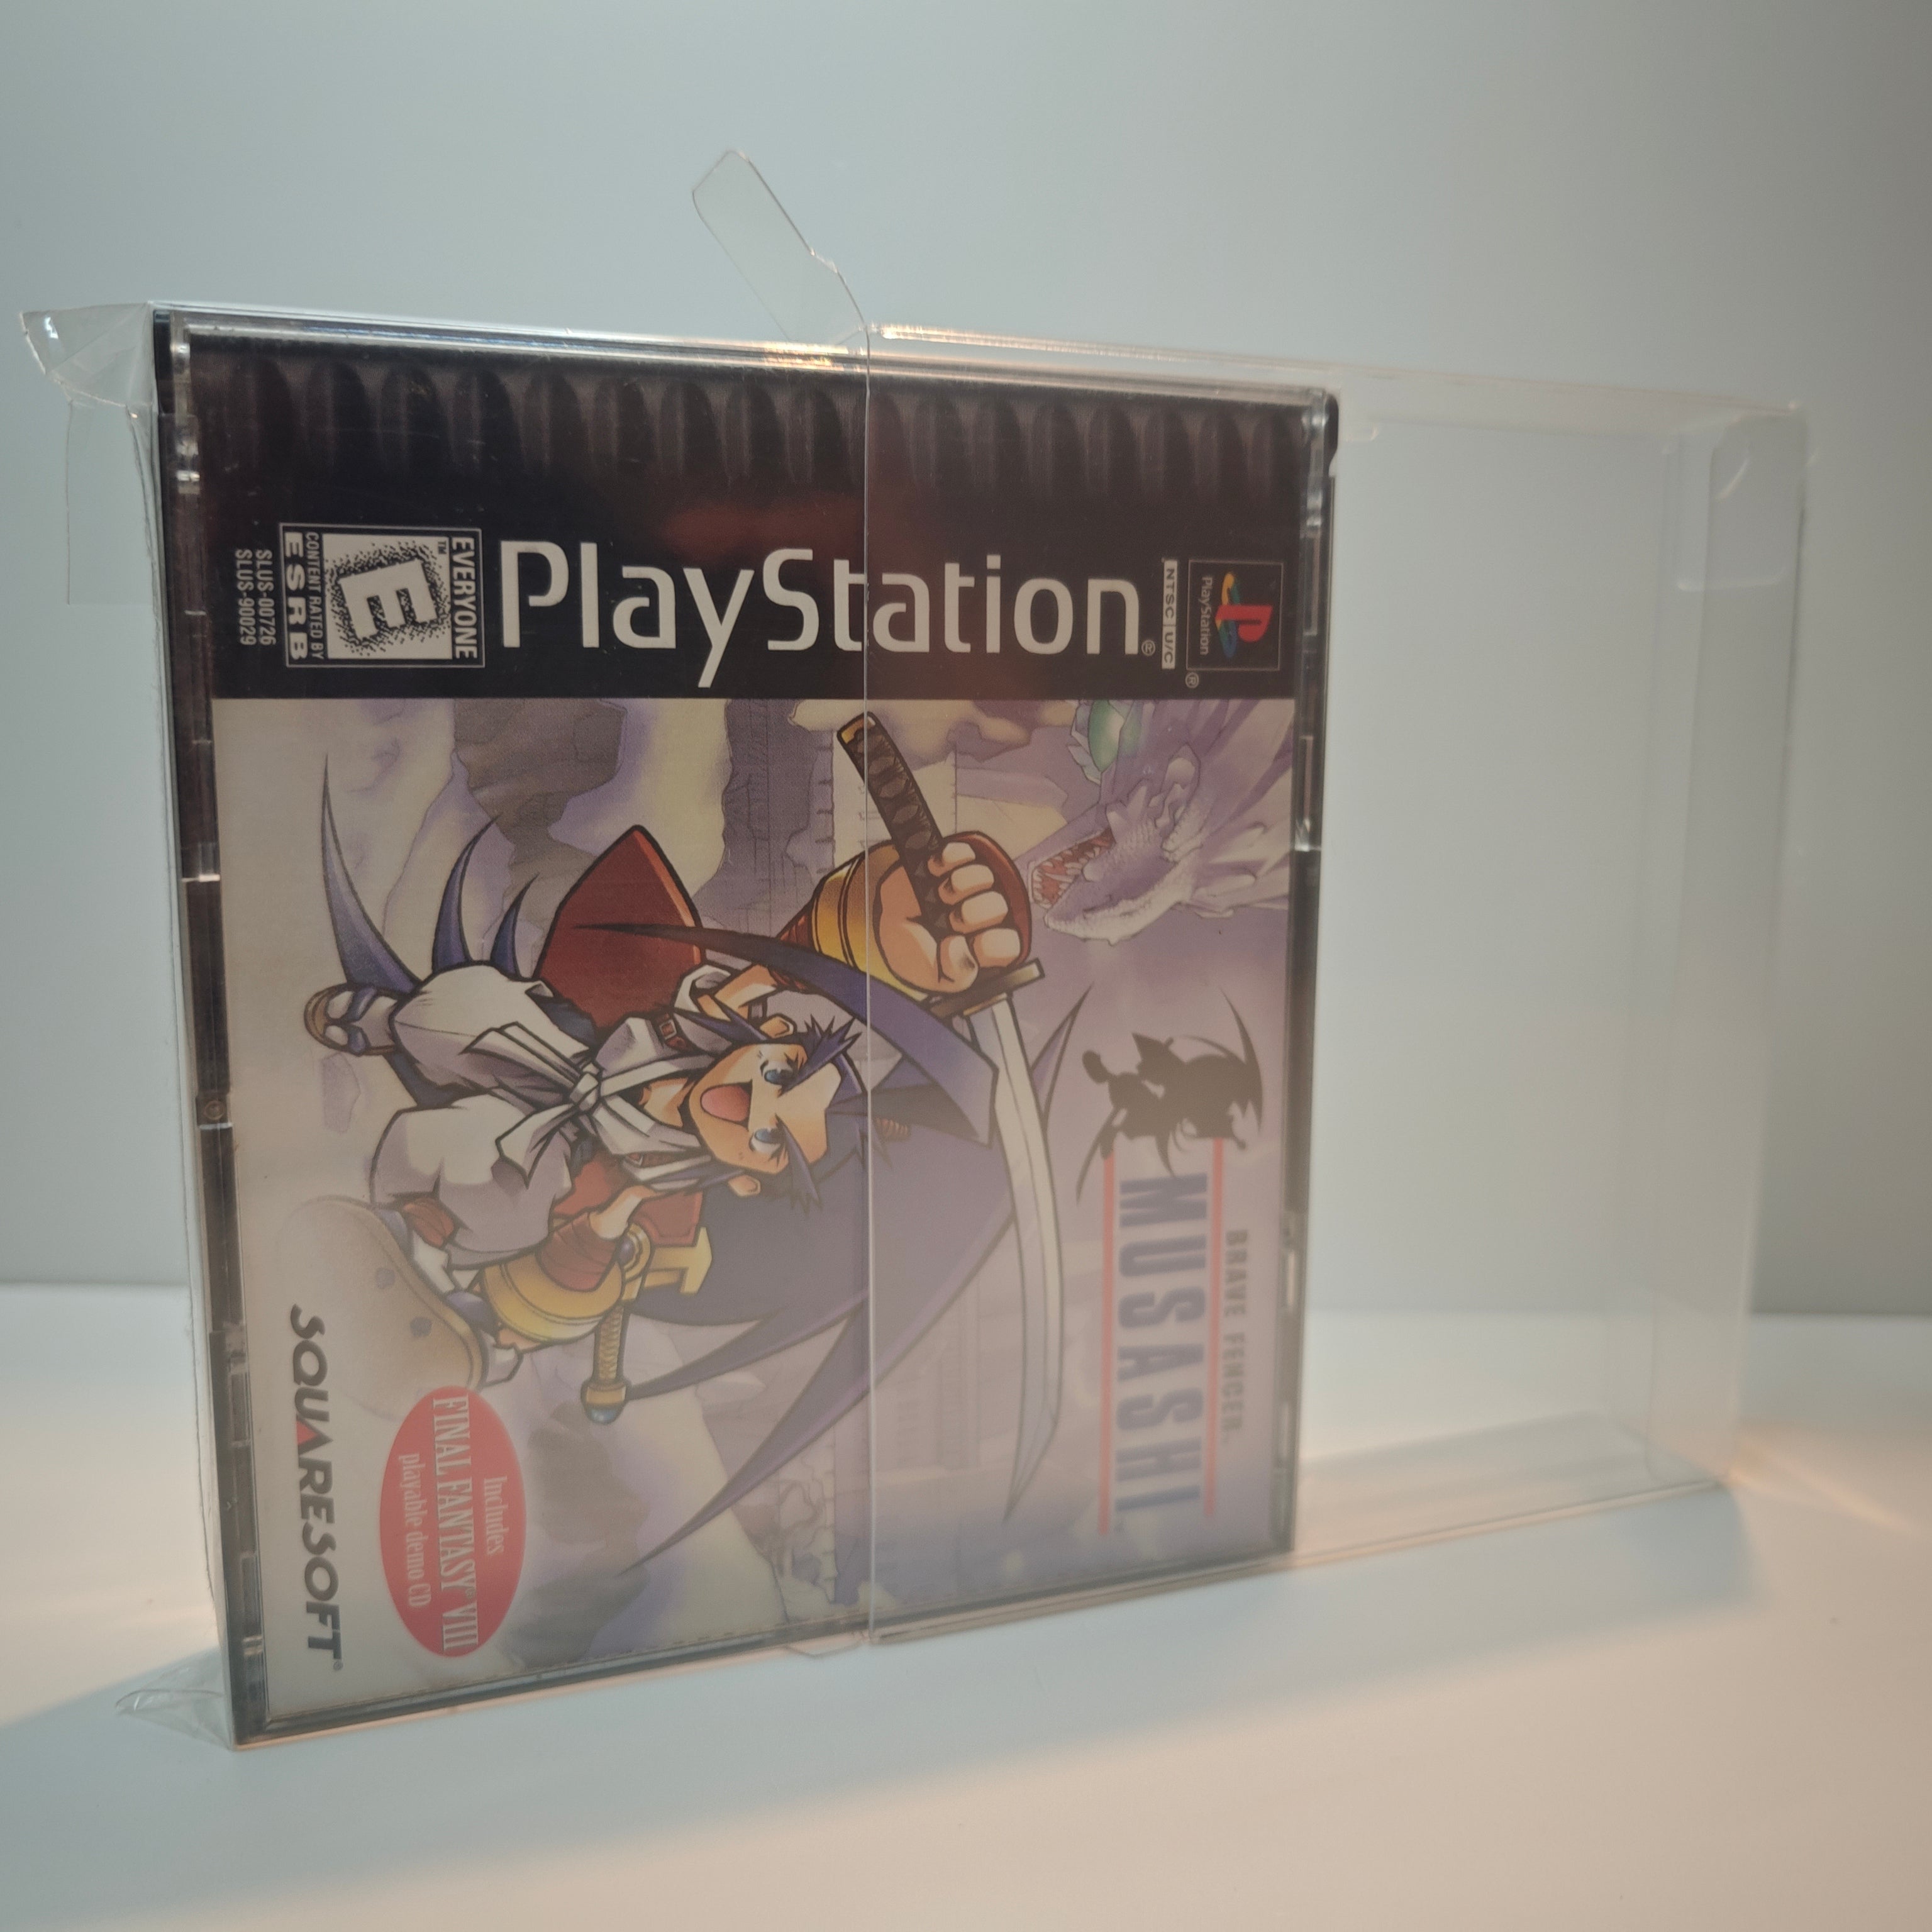 PlayStation
NTSC U/C
PlayStation®
EVERYONE
E™
CONTENT RATED BY
ESRB
SLUS-00726
SLUS-90029
BRAVE FENCER
MUSASHI
Includes
FINAL FANTASY VIII
playable demo CD
SQUARESOFT®